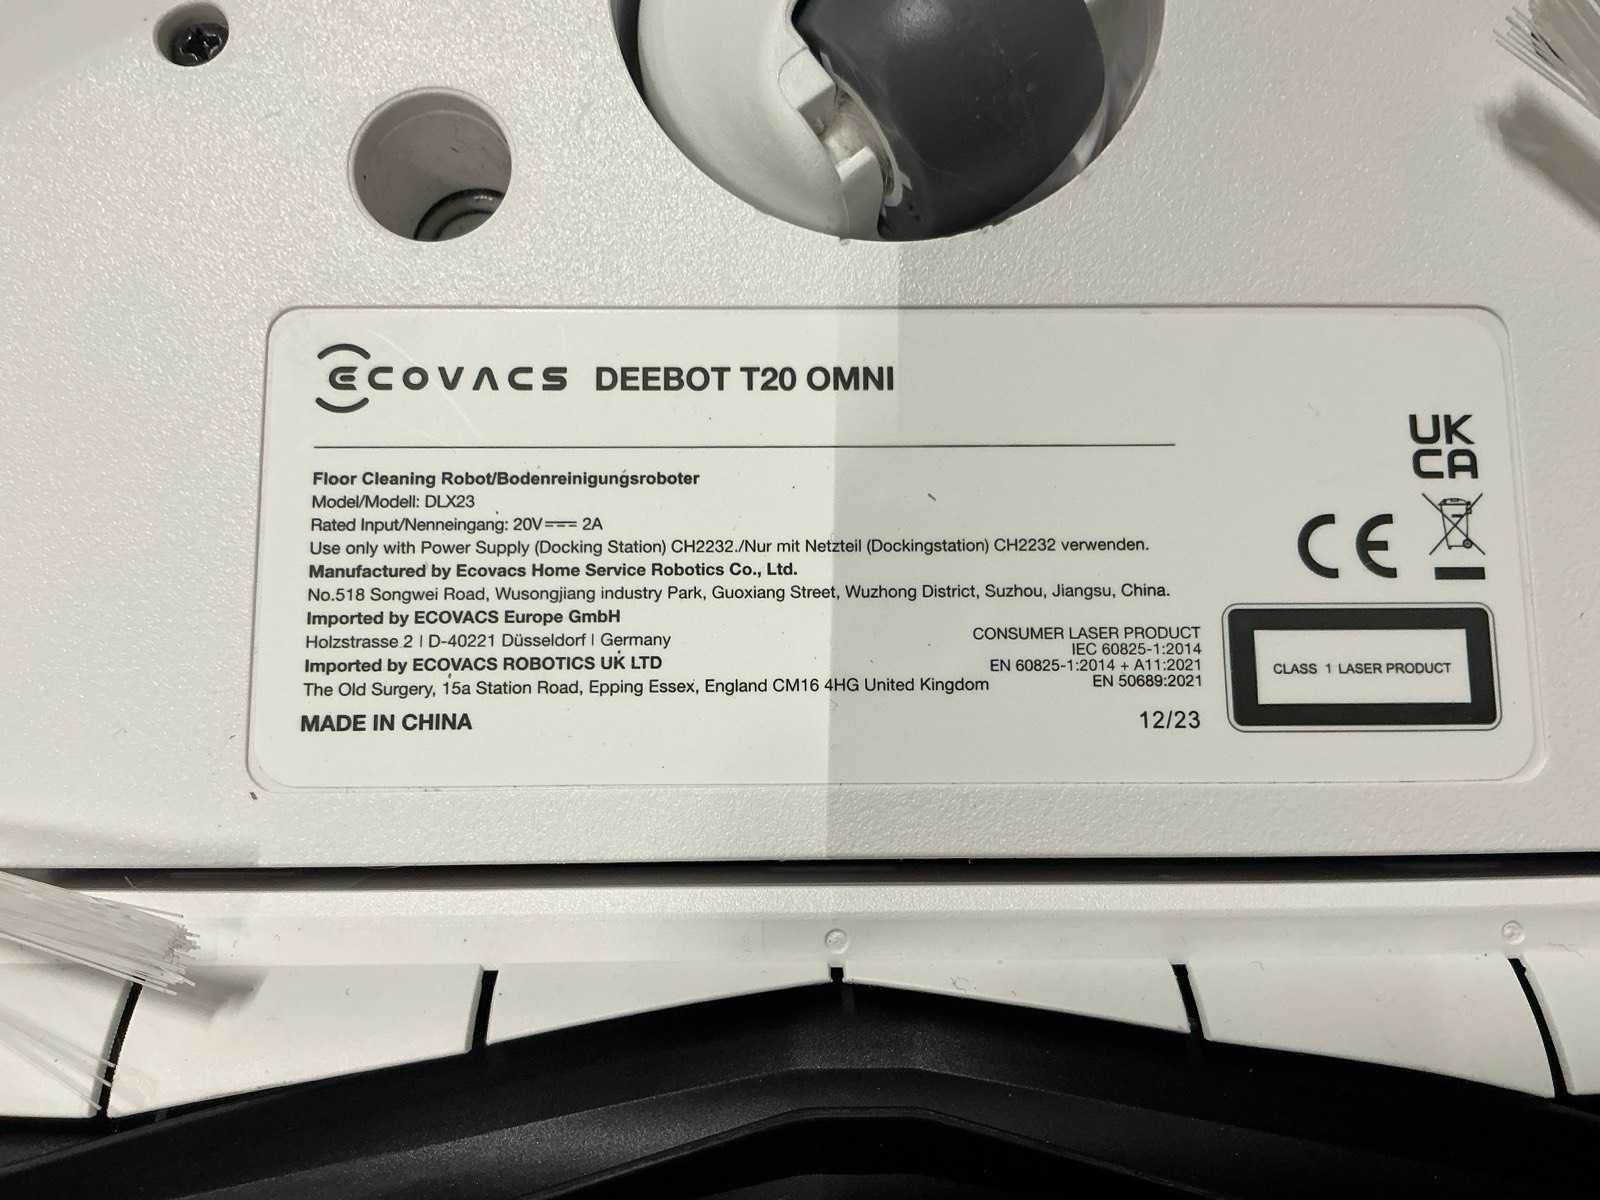 ECOVACS DEEBOT T20 OMNI
Floor Cleaning Robot/Bodenreinigungsroboter
Model/Modell: DLX23
Rated Input/Nenneingang: 20V⎓ 2A
Use only with Power Supply (Docking Station) CH2232./Nur mit Netzteil (Dockingstation) CH2232 verwenden.
Manufactured by Ecovacs Home Service Robotics Co., Ltd.
No.518 Songwei Road, Wusongjiang industry Park, Guoxiang Street, Wuzhong District, Suzhou, Jiangsu, China.
Imported by ECOVACS Europe GmbH
Holzstrasse 2 | D-40221 Düsseldorf | Germany
Imported by ECOVACS ROBOTICS UK LTD
The Old Surgery, 15a Station Road, Epping Essex, England CM16 4HG United Kingdom
MADE IN CHINA
CONSUMER LASER PRODUCT
IEC 60825-1:2014
EN 60825-1:2014 + A11:2021
EN 50689:2021
12/23
UK
CA
CE
CLASS 1 LASER PRODUCT